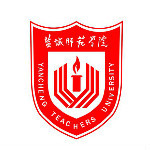 盐城师范学院
YANCHENG TEACHERS UNIVERSITY